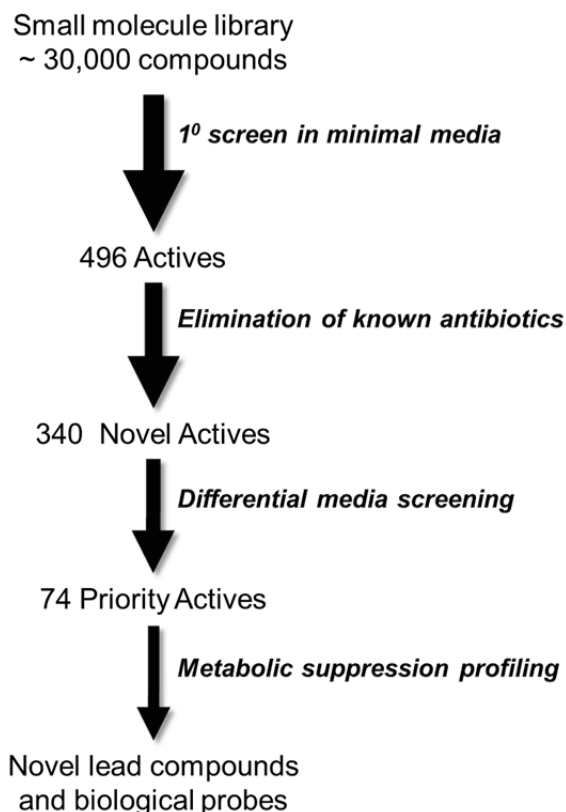 Small molecule library
~ 30,000 compounds
1⁰ screen in minimal media
496 Actives
Elimination of known antibiotics
340 Novel Actives
Differential media screening
74 Priority Actives
Metabolic suppression profiling
Novel lead compounds
and biological probes